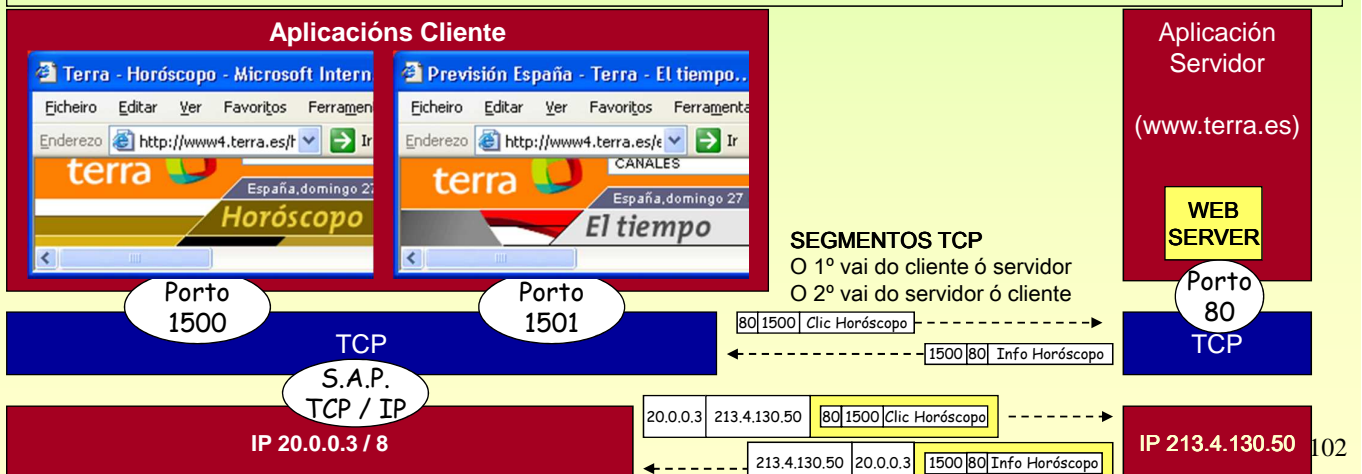 Aplicacións Cliente
Terra - Horóscopo - Microsoft Intern
Ficheiro Editar Ver Favoritos Ferramen
Enderezo http://www4.terra.es/h Ir
terra
España,domingo 27
Horóscopo
Previsión España - Terra - El tiempo..
Ficheiro Editar Ver Favoritos Ferramenta
Enderezo http://www4.terra.es/e Ir
CANALES
terra
España,domingo 27
El tiempo
Aplicación
Servidor
(www.terra.es)
WEB
SERVER
SEGMENTOS TCP
O 1º vai do cliente ó servidor
O 2º vai do servidor ó cliente
Porto
1500
Porto
1501
Porto
80
TCP
80 1500 Clic Horóscopo
1500 80 Info Horóscopo
TCP
S.A.P.
TCP / IP
IP 20.0.0.3 / 8
20.0.0.3 213.4.130.50 80 1500 Clic Horóscopo
213.4.130.50 20.0.0.3 1500 80 Info Horóscopo
IP 213.4.130.50
102